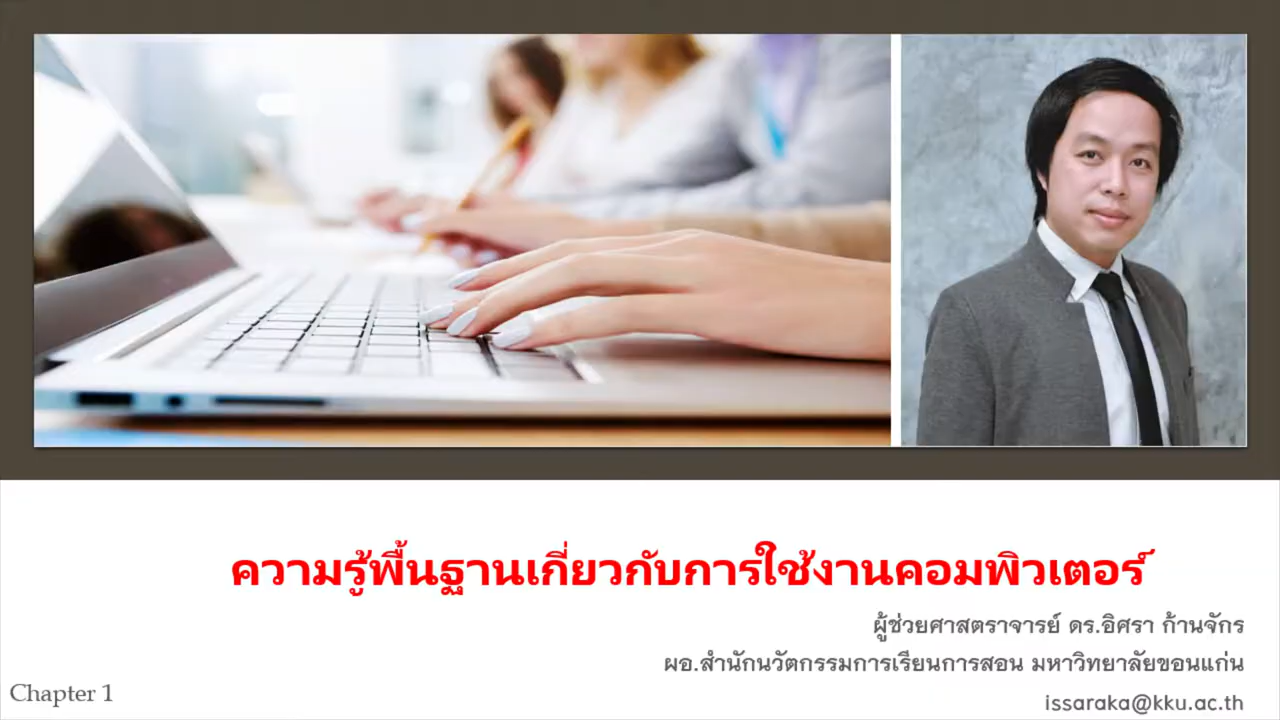 ความรู้พื้นฐานเกี่ยวกับการใช้งานคอมพิวเตอร์
ผู้ช่วยศาสตราจารย์ ดร.อิศรา ก้านจักร
ผอ.สำนักนวัตกรรมการเรียนการสอน มหาวิทยาลัยขอนแก่น
Chapter 1
issaraka@kku.ac.th